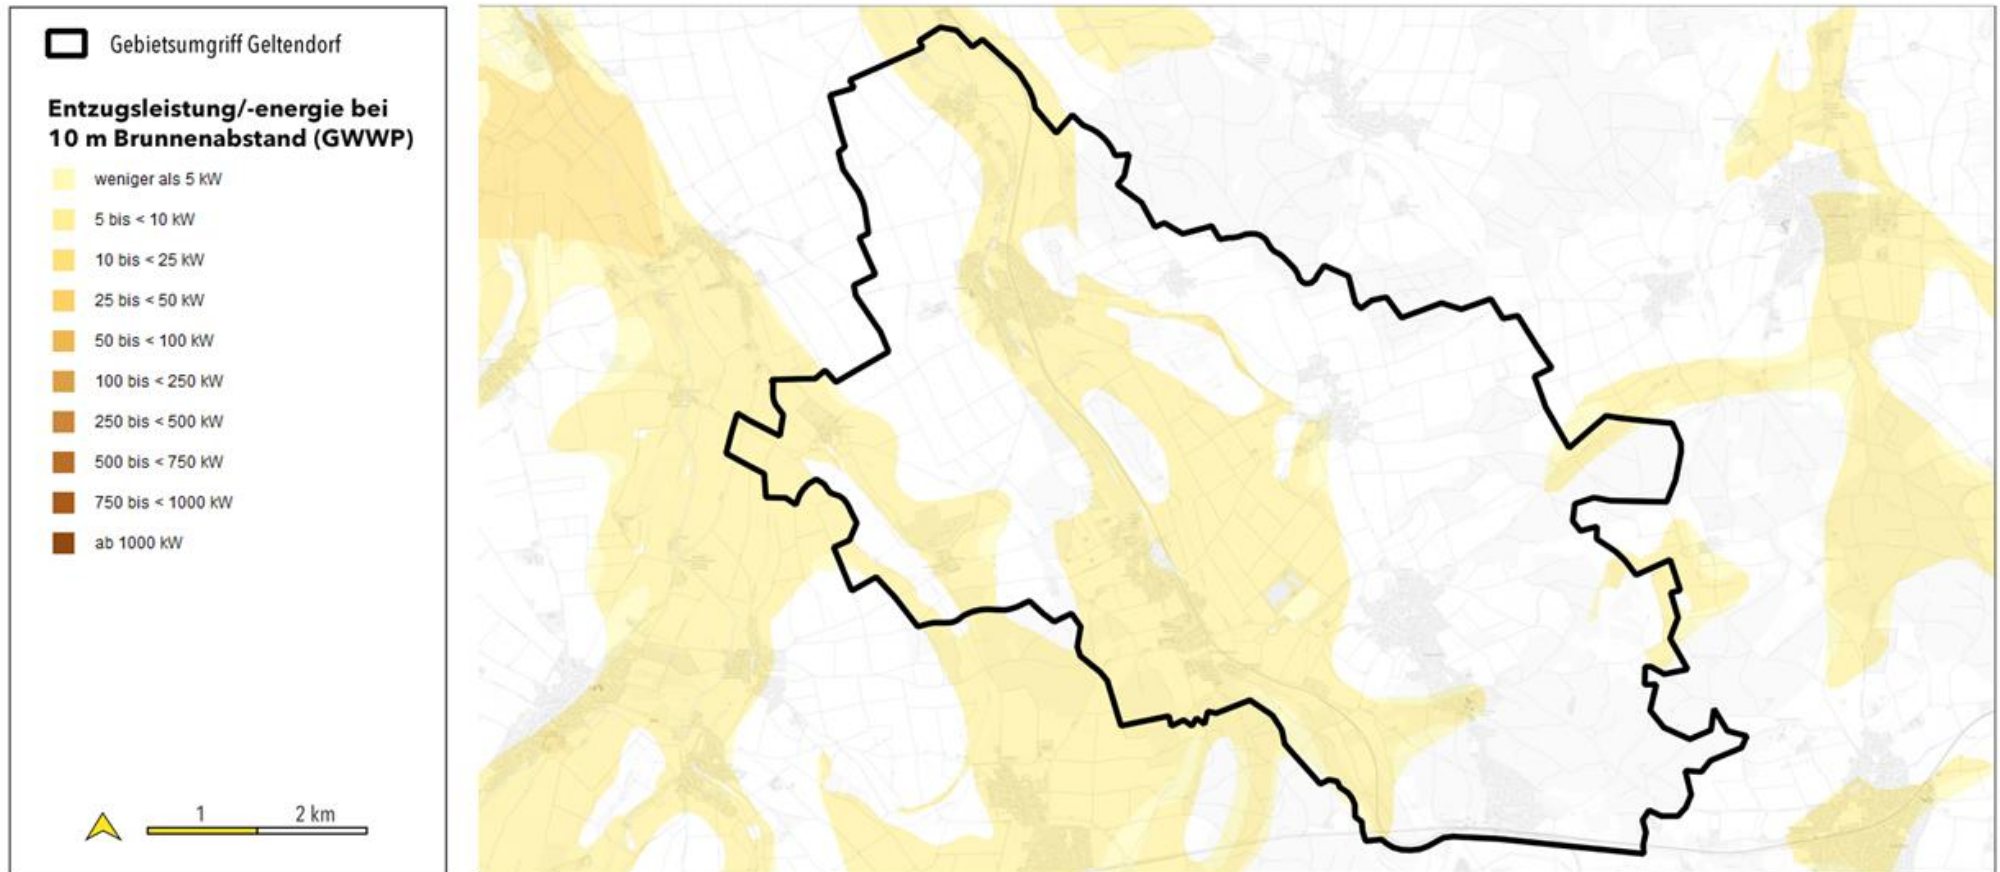 Gebietsumgriff Geltendorf
Entzugsleistung/-energie bei
10 m Brunnenabstand (GWWP)
weniger als 5 kW
5 bis < 10 kW
10 bis < 25 kW
25 bis < 50 kW
50 bis < 100 kW
100 bis < 250 kW
250 bis < 500 kW
500 bis < 750 kW
750 bis < 1000 kW
ab 1000 kW
1 2 km